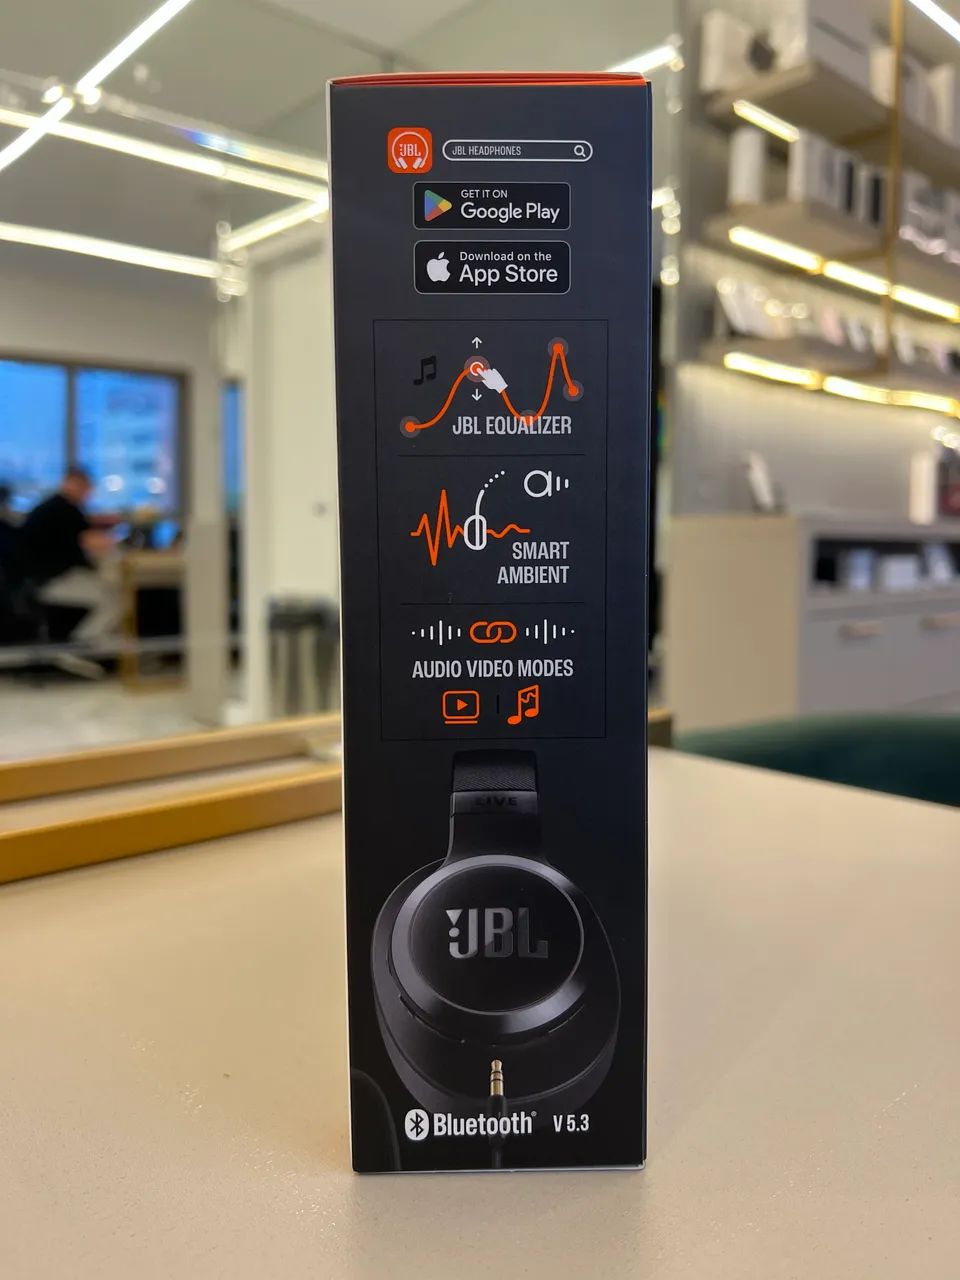 JBL
JBL HEADPHONES
GET IT ON
Google Play
Download on the
App Store
JBL EQUALIZER
SMART
AMBIENT
AUDIO VIDEO MODES
LIVE
JBL
Bluetooth® V 5.3